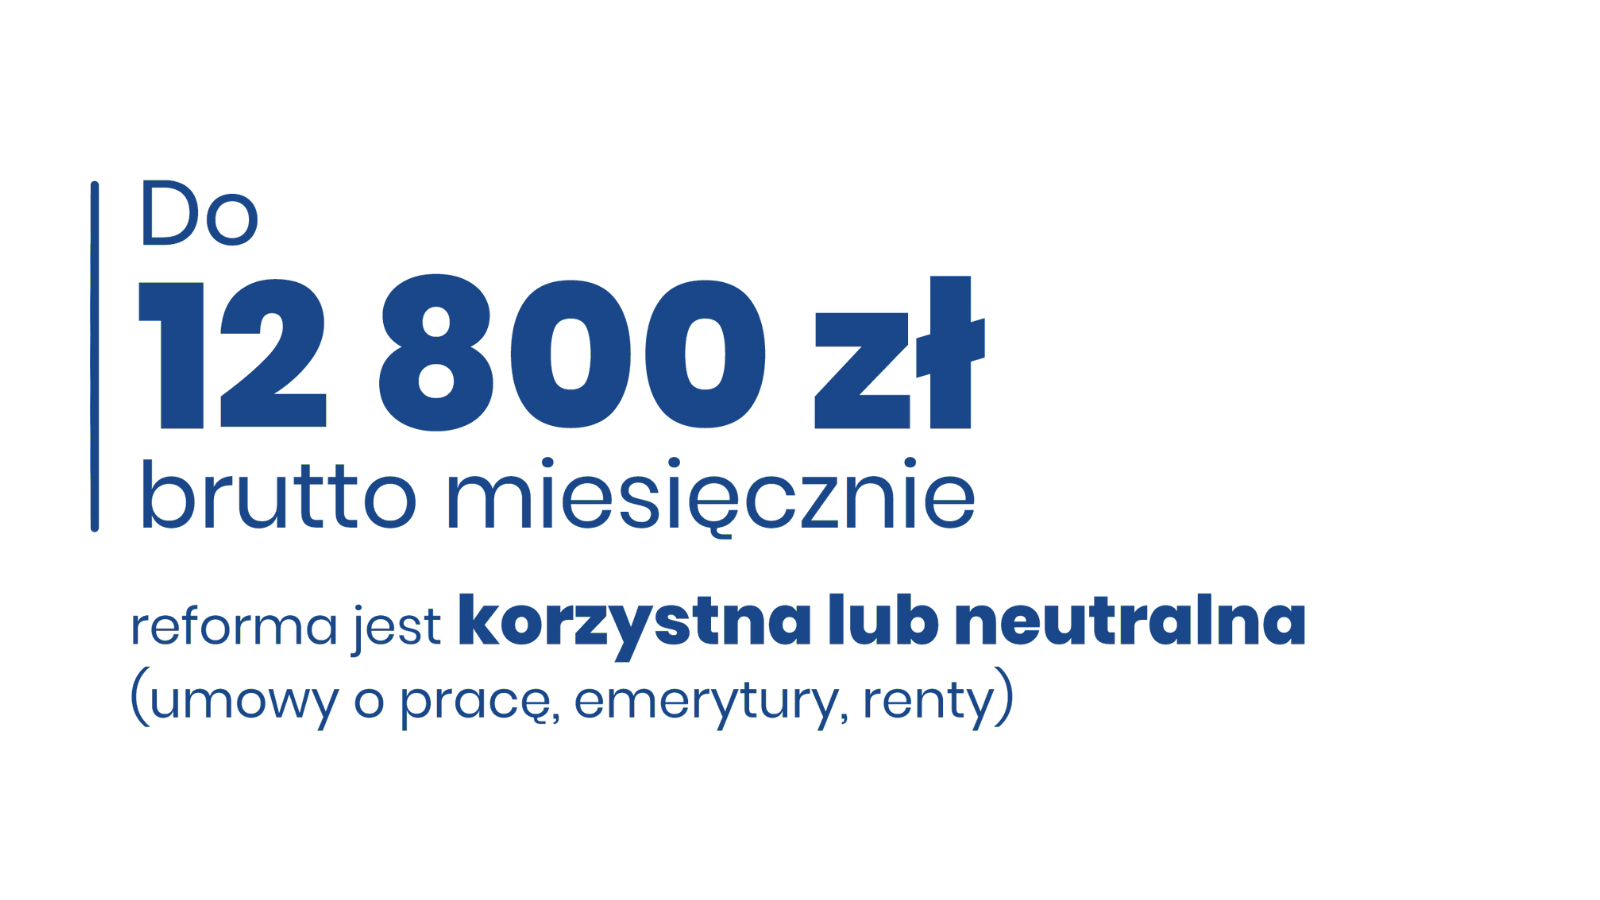 Do
12 800 zł
brutto miesięcznie
reforma jest korzystna lub neutralna
(umowy o pracę, emerytury, renty)